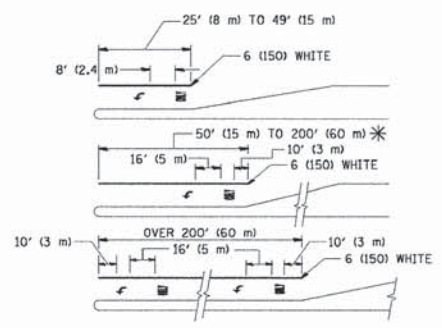 25' (8 m) TO 49' (15 m)
8' (2.4 m)
6 (150) WHITE
50' (15 m) TO 200' (60 m) *
16' (5 m)
10' (3 m)
6 (150) WHITE
OVER 200' (60 m)
10' (3 m)
16' (5 m)
10' (3 m)
6 (150) WHITE